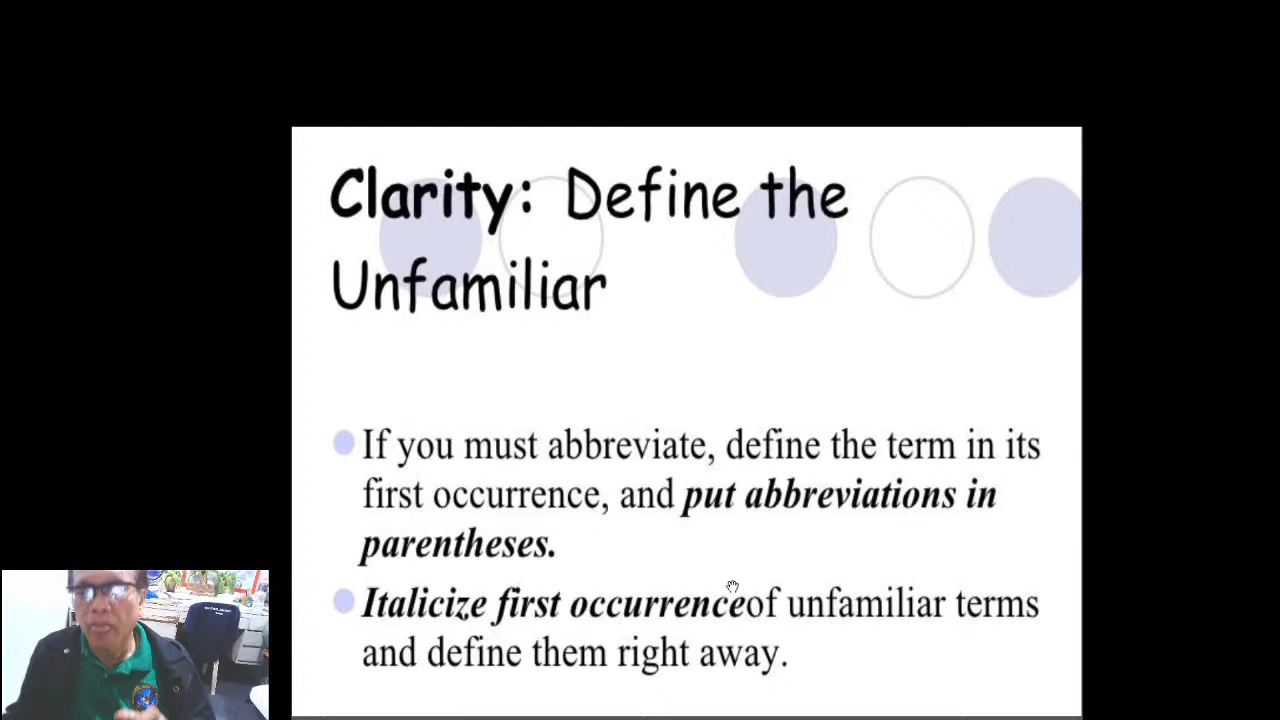 Clarity: Define the
Unfamiliar
If you must abbreviate, define the term in its
first occurrence, and put abbreviations in
parentheses.
Italicize first occurrenceof unfamiliar terms
and define them right away.